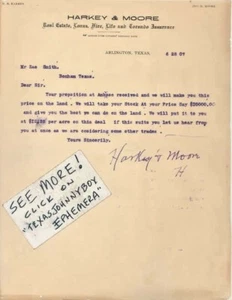 HARKEY & MOORE
Real Estate, Loans, Fire, Life and Tornado Insurance
ARLINGTON, TEXAS.
Mr Gus Smith,
Bonham Texas.
Dear Sir,
Your proposition at received and we will make you this
price on the land. We will take your Stock at your Price Say $20000.00
and give you the best we can do on the land. We will put it to you
at per acre on this deal if this suits you let us hear from
you at once as we are considering some other trades.
Yours Sincerily.
Harkey & Moore
H
SEE MORE!
CLICK ON
"TEXASJOHNNYBOY
EPHEMERA"